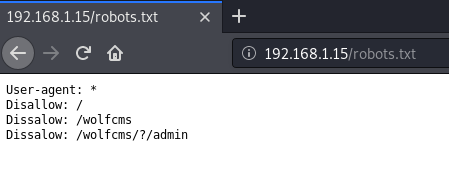 192.168.1.15/robots.txt
192.168.1.15/robots.txt
User-agent: *
Disallow: /
Dissalow: /wolfcms
Dissalow: /wolfcms/?/admin